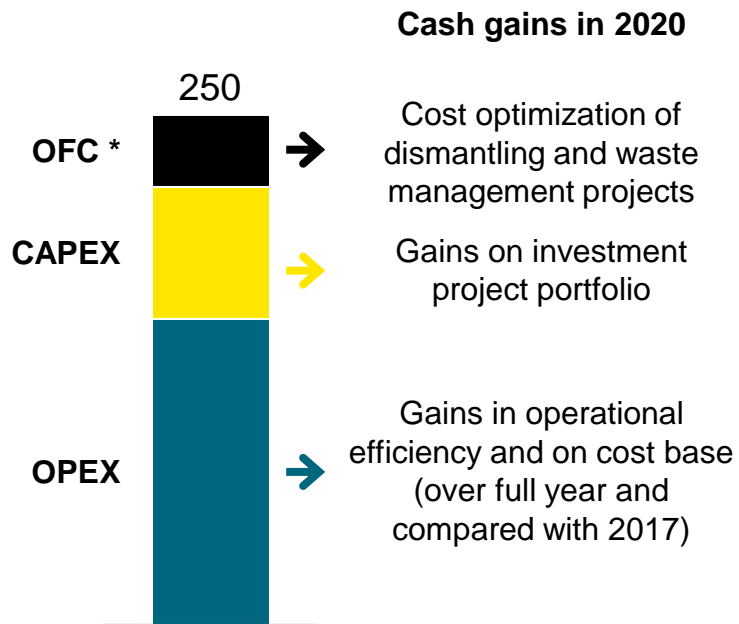 Cash gains in 2020
250
OFC *
Cost optimization of
dismantling and waste
management projects
CAPEX
Gains on investment
project portfolio
OPEX
Gains in operational
efficiency and on cost base
(over full year and
compared with 2017)